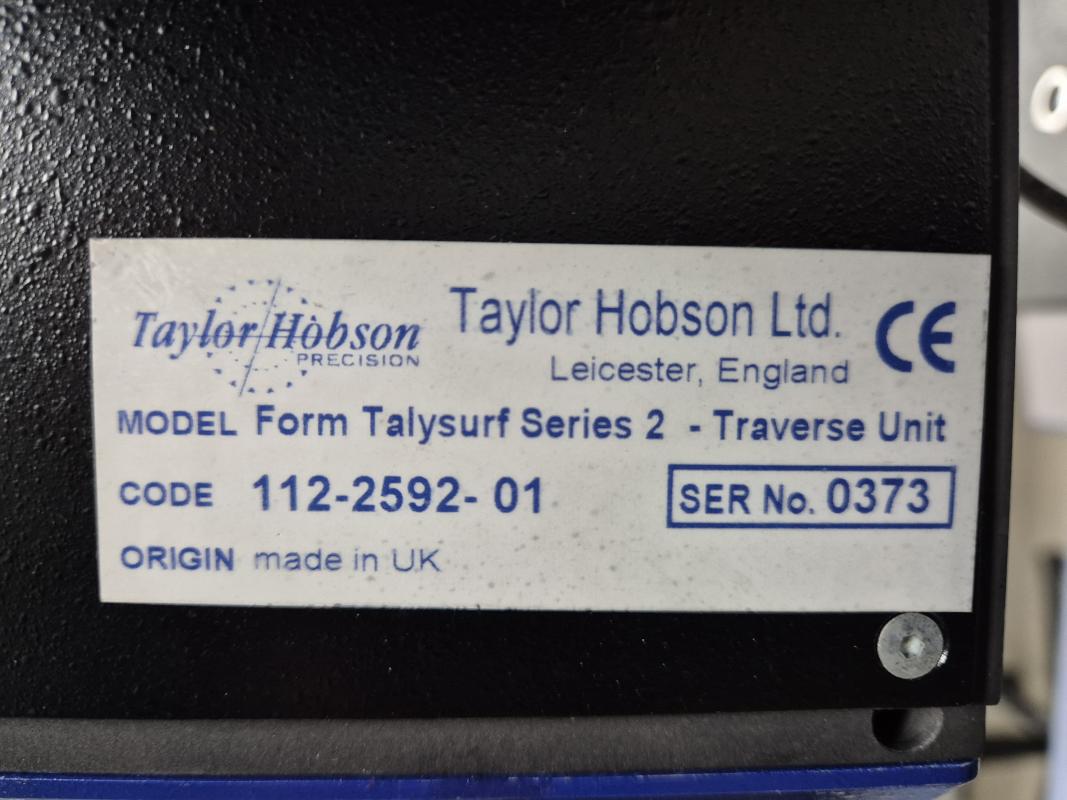 Taylor Hobson
PRECISION
Taylor Hobson Ltd.
Leicester, England
CE
MODEL Form Talysurf Series 2 - Traverse Unit
CODE 112-2592- 01
SER No. 0373
ORIGIN made in UK